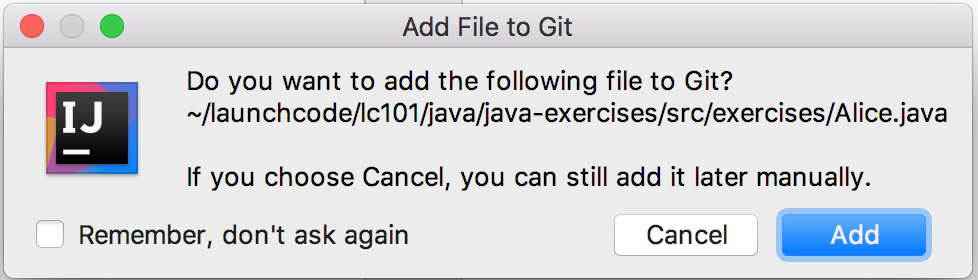 Add File to Git
Do you want to add the following file to Git?
~/launchcode/lc101/java/java-exercises/src/exercises/Alice.java
IJ
If you choose Cancel, you can still add it later manually.
Remember, don't ask again
Cancel
Add